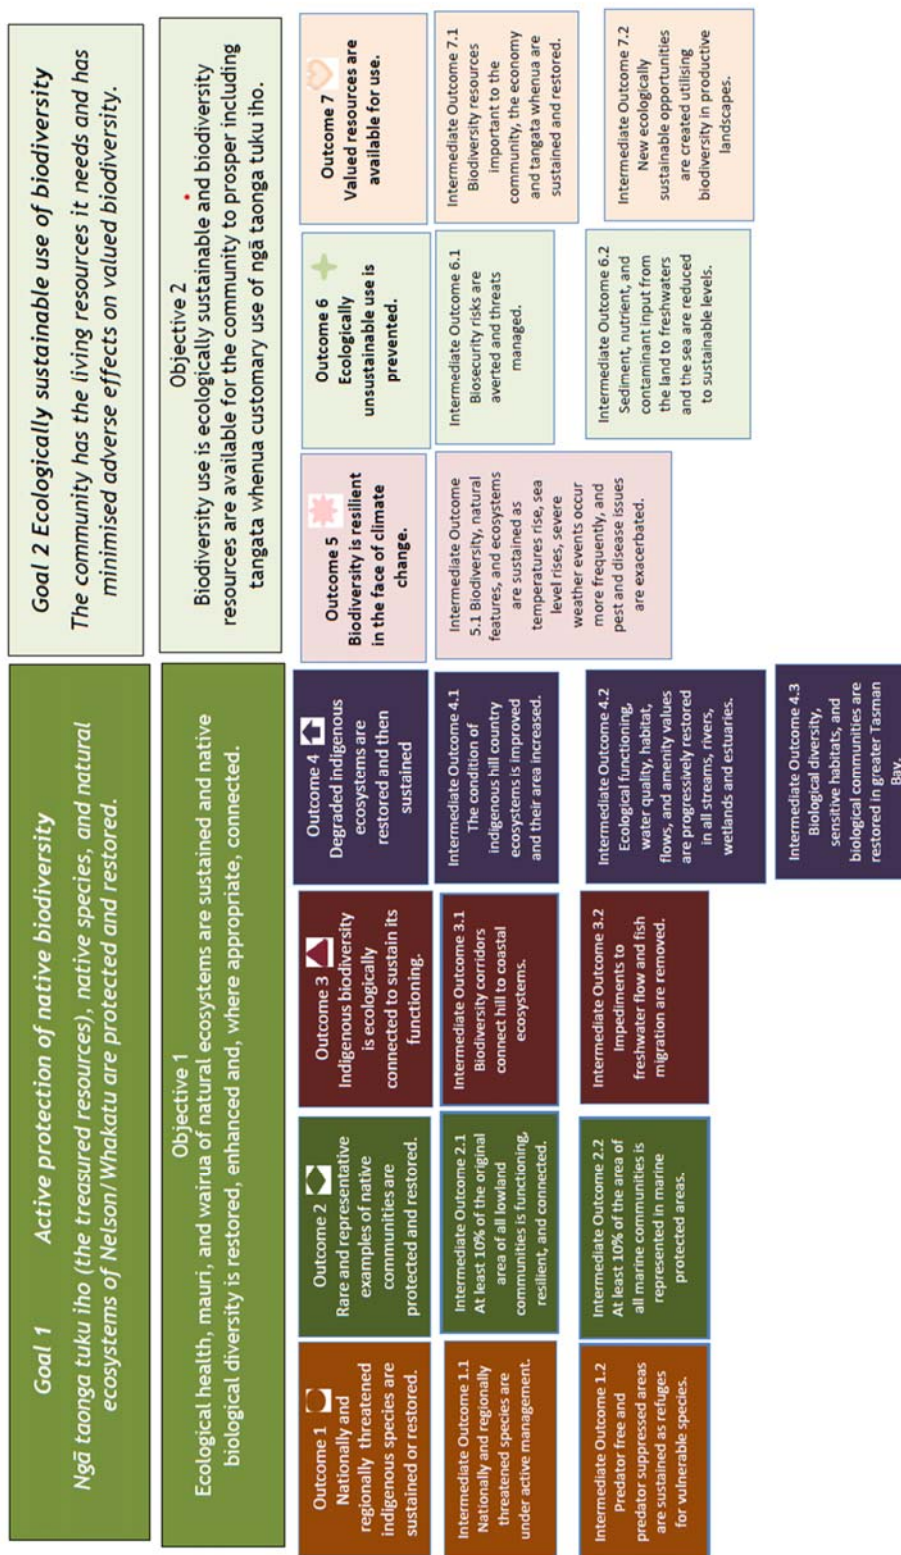 Goal 1 Active protection of native biodiversity
Ngā taonga tuku iho (the treasured resources), native species, and natural
ecosystems of Nelson/Whakatu are protected and restored.
Goal 2 Ecologically sustainable use of biodiversity
The community has the living resources it needs and has
minimised adverse effects on valued biodiversity.
Objective 1
Ecological health, mauri, and wairua of natural ecosystems are sustained and native
biological diversity is restored, enhanced and, where appropriate, connected.
Objective 2
Biodiversity use is ecologically sustainable and biodiversity
resources are available for the community to prosper including
tangata whenua customary use of ngā taonga tuku iho.
Outcome 1
Nationally and
regionally threatened
indigenous species are
sustained or restored.
Outcome 2
Rare and representative
examples of native
communities are
protected and restored.
Outcome 3
Indigenous biodiversity
is ecologically
connected to sustain its
functioning.
Outcome 4
Degraded indigenous
ecosystems are
restored and then
sustained
Outcome 5
Biodiversity is resilient
in the face of climate
change.
Outcome 6
Ecologically
unsustainable use is
prevented.
Outcome 7
Valued resources are
available for use.
Intermediate Outcome 1.1
Nationally and regionally
threatened species are
under active management.
Intermediate Outcome 2.1
At least 10% of the original
area of all lowland
communities is functioning,
resilient, and connected.
Intermediate Outcome 3.1
Biodiversity corridors
connect hill to coastal
ecosystems.
Intermediate Outcome 4.1
The condition of
indigenous hill country
ecosystems is improved
and their area increased.
Intermediate Outcome
5.1 Biodiversity, natural
features, and ecosystems
are sustained as
temperatures rise, sea
level rises, severe
weather events occur
more frequently, and
pest and disease issues
are exacerbated.
Intermediate Outcome 6.1
Biosecurity risks are
averted and threats
managed.
Intermediate Outcome 7.1
Biodiversity resources
important to the
community, the economy
and tangata whenua are
sustained and restored.
Intermediate Outcome 1.2
Predator free and
predator suppressed areas
are sustained as refuges
for vulnerable species.
Intermediate Outcome 2.2
At least 10% of the area of
all marine communities is
represented in marine
protected areas.
Intermediate Outcome 3.2
Impediments to
freshwater flow and fish
migration are removed.
Intermediate Outcome 4.2
Ecological functioning,
water quality, habitat,
flows, and amenity values
are progressively restored
in all streams, rivers,
wetlands and estuaries.
Intermediate Outcome 6.2
Sediment, nutrient, and
contaminant input from
the land to freshwaters
and the sea are reduced
to sustainable levels.
Intermediate Outcome 7.2
New ecologically
sustainable opportunities
are created utilising
biodiversity in productive
landscapes.
Intermediate Outcome 4.3
Biological diversity,
sensitive habitats, and
biological communities are
restored in greater Tasman
Bay.